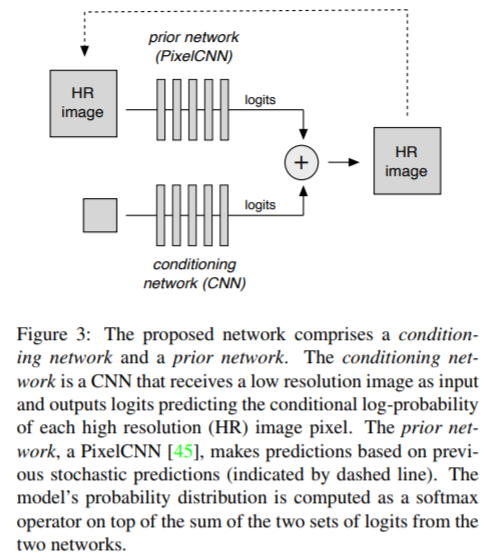 prior network
(PixelCNN)
HR
image
logits
HR
image
logits
conditioning
network (CNN)
Figure 3: The proposed network comprises a condition-
ing network and a prior network. The conditioning net-
work is a CNN that receives a low resolution image as input
and outputs logits predicting the conditional log-probability
of each high resolution (HR) image pixel. The prior net-
work, a PixelCNN [45], makes predictions based on previ-
ous stochastic predictions (indicated by dashed line). The
model's probability distribution is computed as a softmax
operator on top of the sum of the two sets of logits from the
two networks.